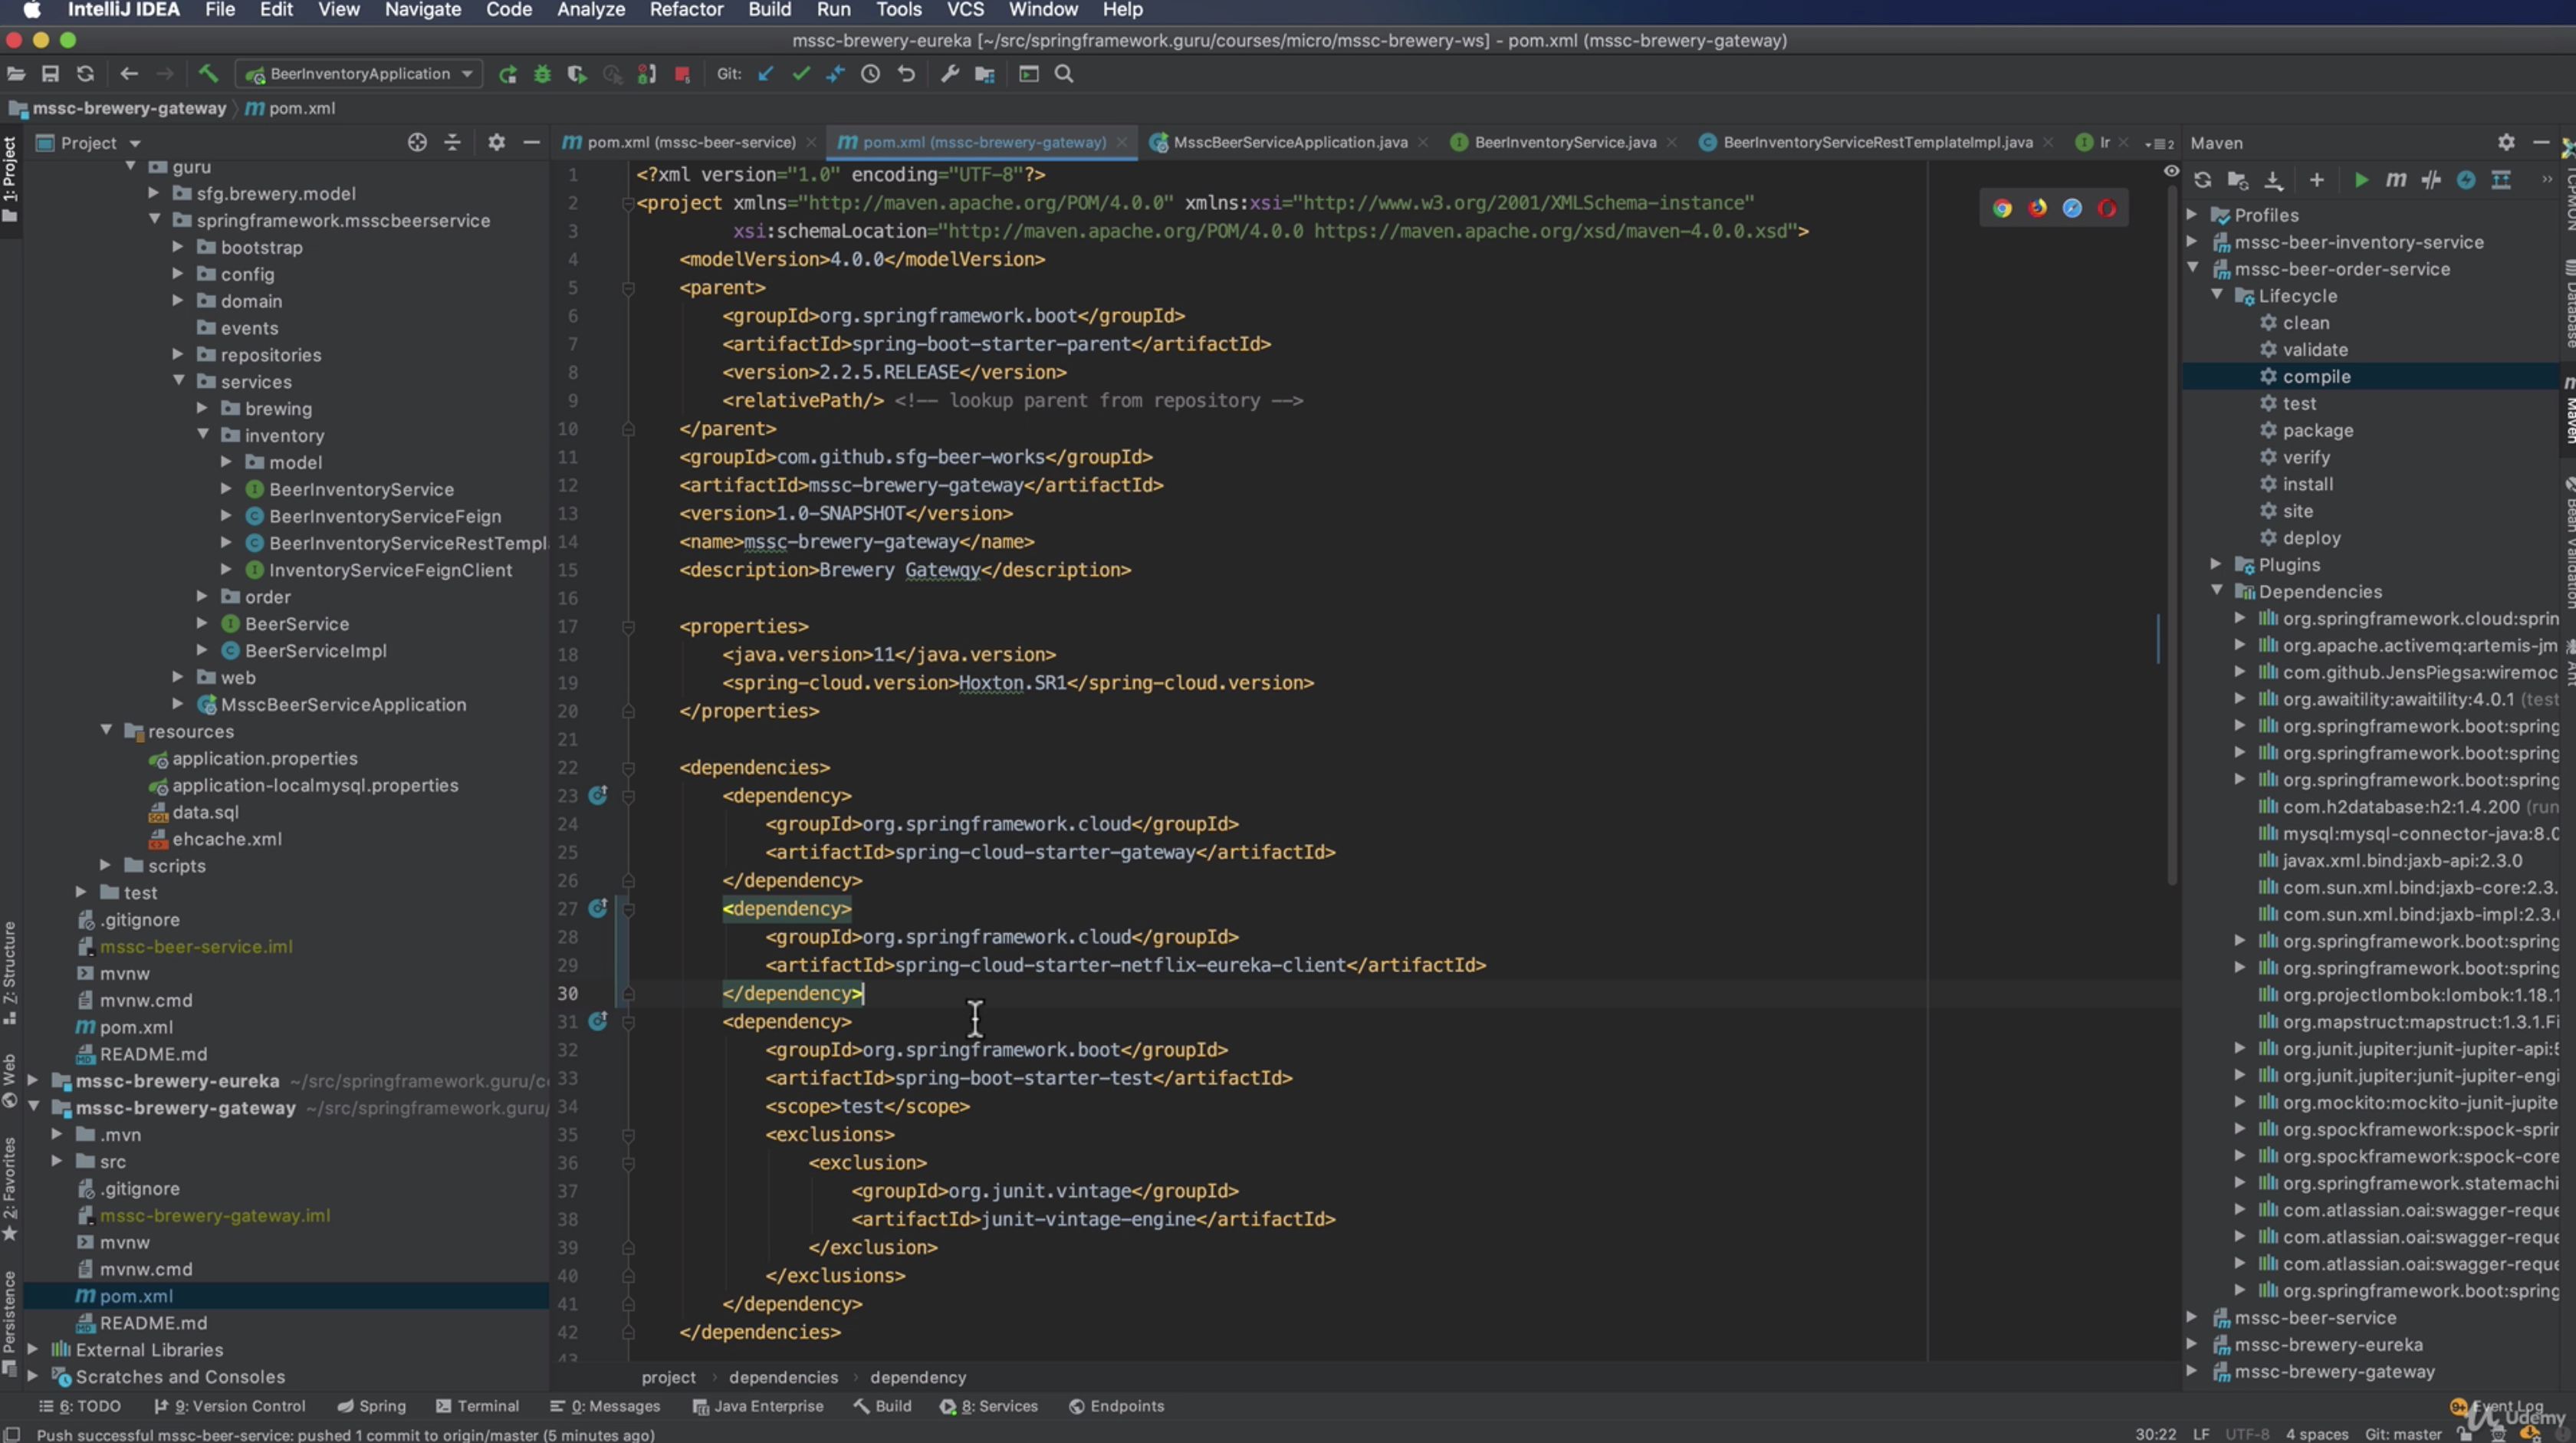 IntelliJ IDEA File Edit View Navigate Code Analyze Refactor Build Run Tools VCS Window Help
mssc-brewery-eureka [~/src/springframework.guru/courses/micro/mssc-brewery-ws] - pom.xml (mssc-brewery-gateway)
BeerInventoryApplication Git:
mssc-brewery-gateway pom.xml
1: Project
Z: Structure
Web
2: Favorites
Persistence
Project
guru
sfg.brewery.model
springframework.msscbeerservice
bootstrap
config
domain
events
repositories
services
brewing
inventory
model
BeerInventoryService
BeerInventoryServiceFeign
BeerInventoryServiceRestTempl
InventoryServiceFeignClient
order
BeerService
BeerServiceImpl
web
MsscBeerServiceApplication
resources
application.properties
application-localmysql.properties
data.sql
ehcache.xml
scripts
test
.gitignore
mssc-beer-service.iml
mvnw
mvnw.cmd
pom.xml
README.md
mssc-brewery-eureka ~/src/springframework.guru/c
mssc-brewery-gateway ~/src/springframework.guru/
.mvn
src
.gitignore
mssc-brewery-gateway.iml
mvnw
mvnw.cmd
pom.xml
README.md
External Libraries
Scratches and Consoles
pom.xml (mssc-beer-service) pom.xml (mssc-brewery-gateway) MsscBeerServiceApplication.java BeerInventoryService.java BeerInventoryServiceRestTemplateImpl.java Ir
1 <?xml version="1.0" encoding="UTF-8"?>
2 <project xmlns="http://maven.apache.org/POM/4.0.0" xmlns:xsi="http://www.w3.org/2001/XMLSchema-instance"
3 xsi:schemaLocation="http://maven.apache.org/POM/4.0.0 https://maven.apache.org/xsd/maven-4.0.0.xsd">
4 <modelVersion>4.0.0</modelVersion>
5 <parent>
6 <groupId>org.springframework.boot</groupId>
7 <artifactId>spring-boot-starter-parent</artifactId>
8 <version>2.2.5.RELEASE</version>
9 <relativePath/> <!-- lookup parent from repository -->
10 </parent>
11 <groupId>com.github.sfg-beer-works</groupId>
12 <artifactId>mssc-brewery-gateway</artifactId>
13 <version>1.0-SNAPSHOT</version>
14 <name>mssc-brewery-gateway</name>
15 <description>Brewery Gatewqy</description>
16
17 <properties>
18 <java.version>11</java.version>
19 <spring-cloud.version>Hoxton.SR1</spring-cloud.version>
20 </properties>
21
22 <dependencies>
23 <dependency>
24 <groupId>org.springframework.cloud</groupId>
25 <artifactId>spring-cloud-starter-gateway</artifactId>
26 </dependency>
27 <dependency>
28 <groupId>org.springframework.cloud</groupId>
29 <artifactId>spring-cloud-starter-netflix-eureka-client</artifactId>
30 </dependency>
31 <dependency>
32 <groupId>org.springframework.boot</groupId>
33 <artifactId>spring-boot-starter-test</artifactId>
34 <scope>test</scope>
35 <exclusions>
36 <exclusion>
37 <groupId>org.junit.vintage</groupId>
38 <artifactId>junit-vintage-engine</artifactId>
39 </exclusion>
40 </exclusions>
41 </dependency>
42 </dependencies>
43
project dependencies dependency
Maven
Profiles
mssc-beer-inventory-service
mssc-beer-order-service
Lifecycle
clean
validate
compile
test
package
verify
install
site
deploy
Plugins
Dependencies
org.springframework.cloud:sprin
org.apache.activemq:artemis-jm
com.github.JensPiegsa:wiremoc
org.awaitility:awaitility:4.0.1 (test
org.springframework.boot:spring
org.springframework.boot:spring
org.springframework.boot:spring
com.h2database:h2:1.4.200 (run
mysql:mysql-connector-java:8.0
javax.xml.bind:jaxb-api:2.3.0
com.sun.xml.bind:jaxb-core:2.3.
com.sun.xml.bind:jaxb-impl:2.3.
org.springframework.boot:spring
org.springframework.boot:spring
org.projectlombok:lombok:1.18.1
org.mapstruct:mapstruct:1.3.1.Fi
org.junit.jupiter:junit-jupiter-api:5
org.junit.jupiter:junit-jupiter-engi
org.mockito:mockito-junit-jupite
org.spockframework:spock-sprin
org.spockframework:spock-core
org.springframework.statemachi
com.atlassian.oai:swagger-reque
com.atlassian.oai:swagger-reque
com.atlassian.oai:swagger-reque
org.springframework.boot:spring
mssc-beer-service
mssc-brewery-eureka
mssc-brewery-gateway
Database
Maven
Bean Validation
Ant
6: TODO 9: Version Control Spring Terminal 0: Messages Java Enterprise Build 8: Services Endpoints 9+ Event Log
Udemy
Push successful mssc-beer-service: pushed 1 commit to origin/master (5 minutes ago) 30:22 LF UTF-8 4 spaces Git: master